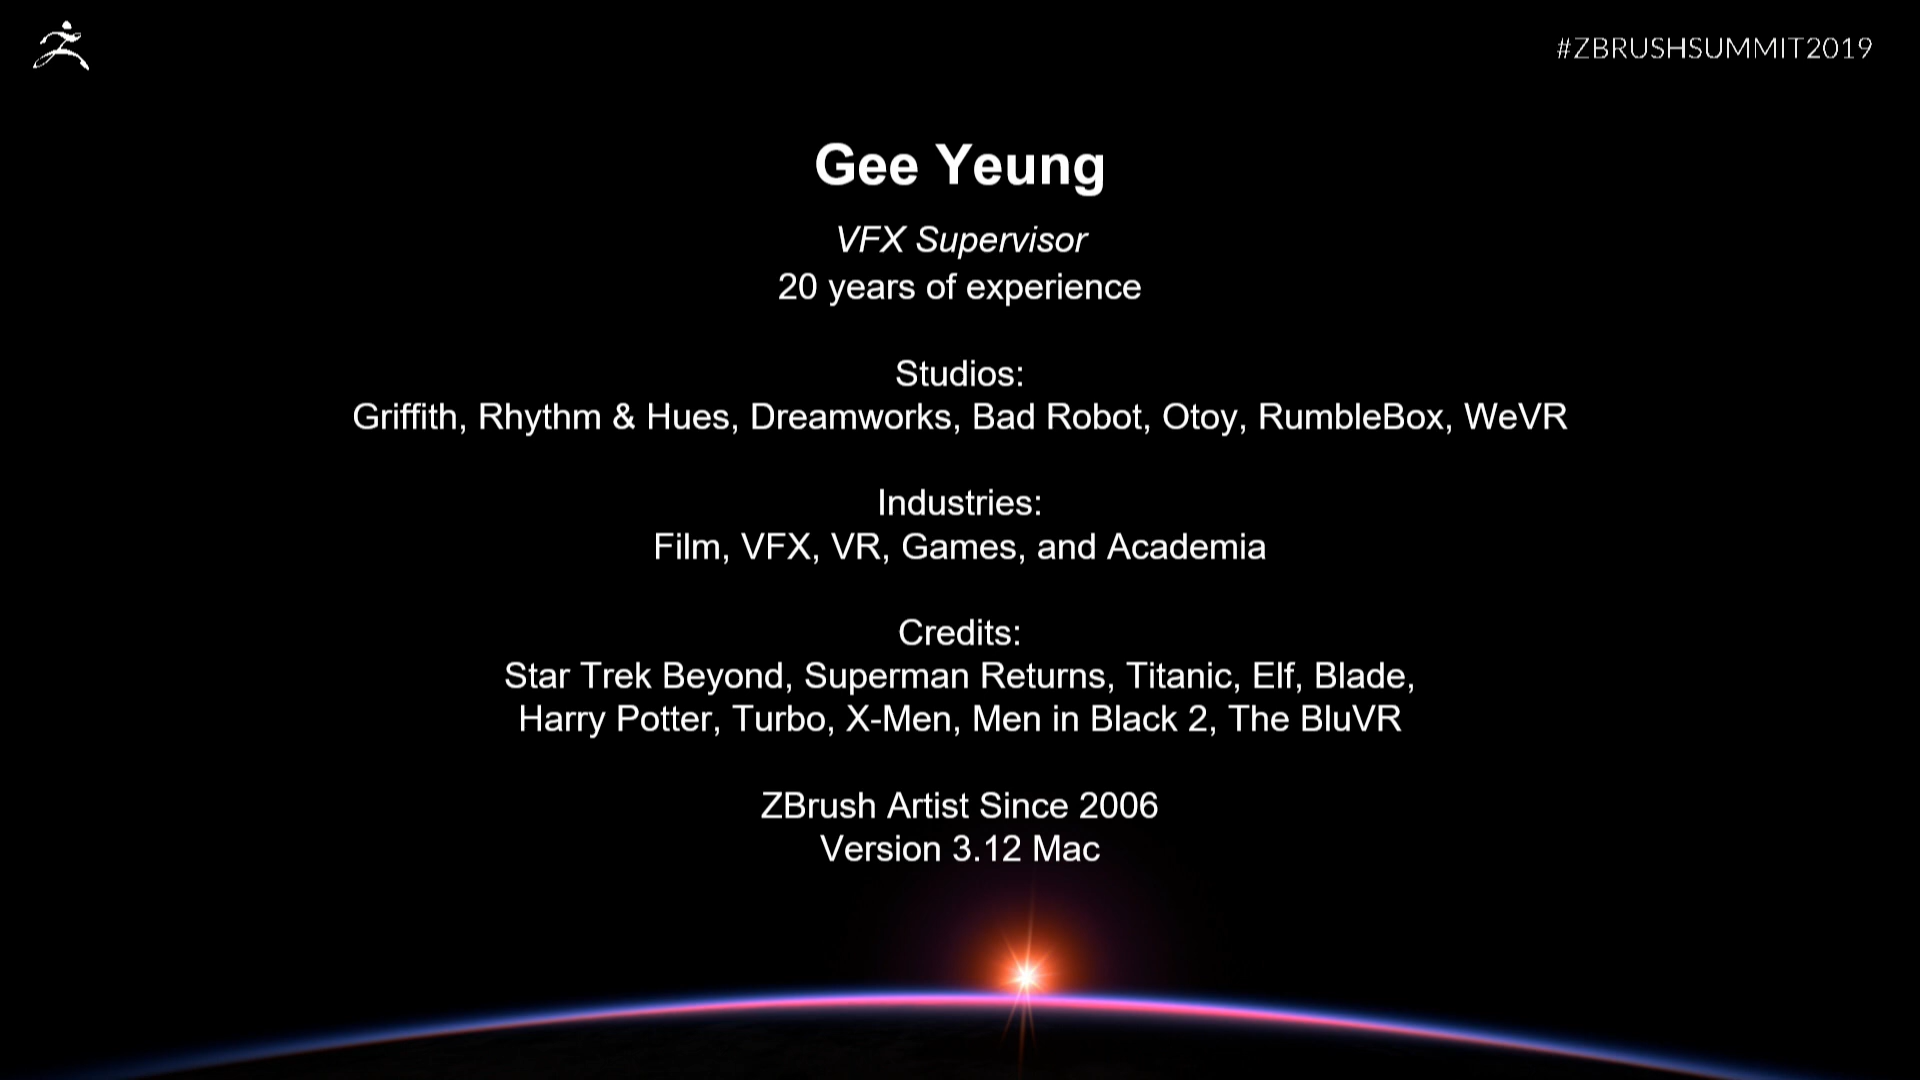 #ZBRUSHSUMMIT2019
Gee Yeung
VFX Supervisor
20 years of experience
Studios:
Griffith, Rhythm & Hues, Dreamworks, Bad Robot, Otoy, RumbleBox, WeVR
Industries:
Film, VFX, VR, Games, and Academia
Credits:
Star Trek Beyond, Superman Returns, Titanic, Elf, Blade,
Harry Potter, Turbo, X-Men, Men in Black 2, The BluVR
ZBrush Artist Since 2006
Version 3.12 Mac